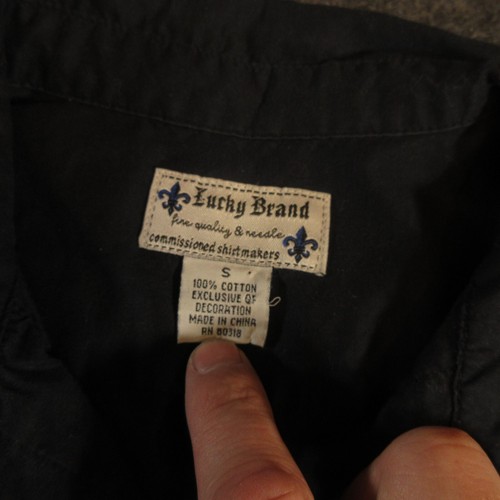 Lucky Brand
fine quality & needle
commissioned shirtmakers
S
100% COTTON
EXCLUSIVE OF
DECORATION
MADE IN CHINA
RN 80318